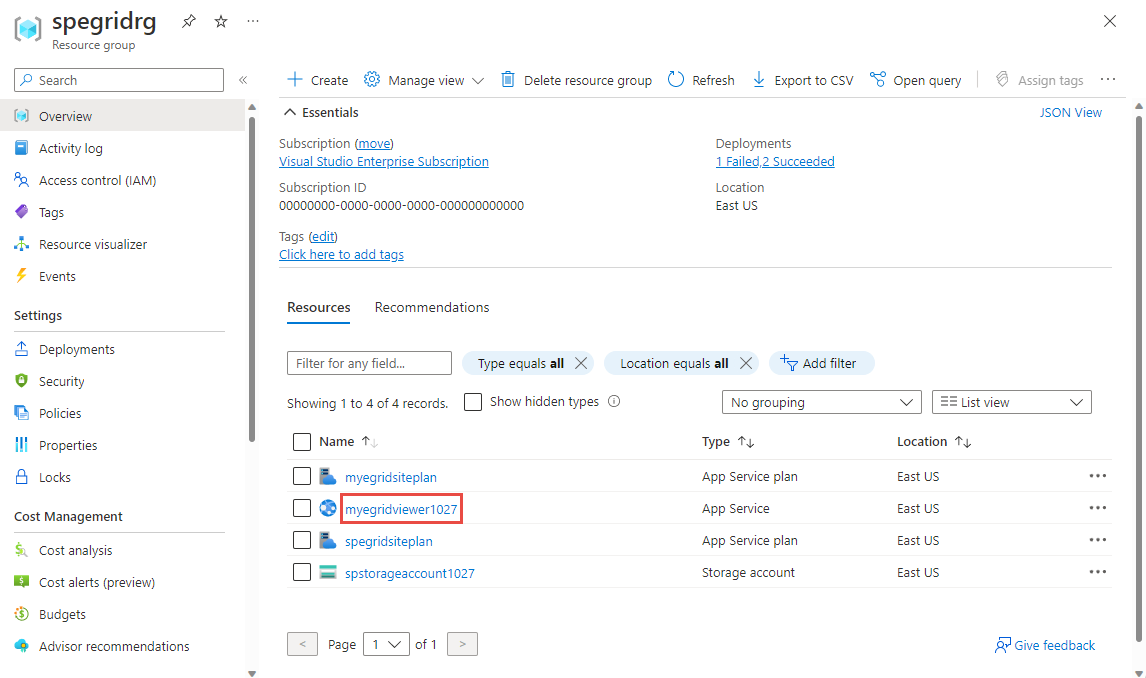 spegridrg
Resource group
Search
Overview
Activity log
Access control (IAM)
Tags
Resource visualizer
Events
Settings
Deployments
Security
Policies
Properties
Locks
Cost Management
Cost analysis
Cost alerts (preview)
Budgets
Advisor recommendations
Create Manage view Delete resource group Refresh Export to CSV Open query Assign tags
Essentials JSON View
Subscription (move)
Visual Studio Enterprise Subscription
Subscription ID
00000000-0000-0000-0000-000000000000
Tags (edit)
Click here to add tags
Deployments
1 Failed,2 Succeeded
Location
East US
Resources Recommendations
Filter for any field... Type equals all Location equals all Add filter
Showing 1 to 4 of 4 records. Show hidden types No grouping List view
Name Type Location
myegridsiteplan App Service plan East US
myegridviewer1027 App Service East US
spegridsiteplan App Service plan East US
spstorageaccount1027 Storage account East US
< Page 1 of 1 > Give feedback